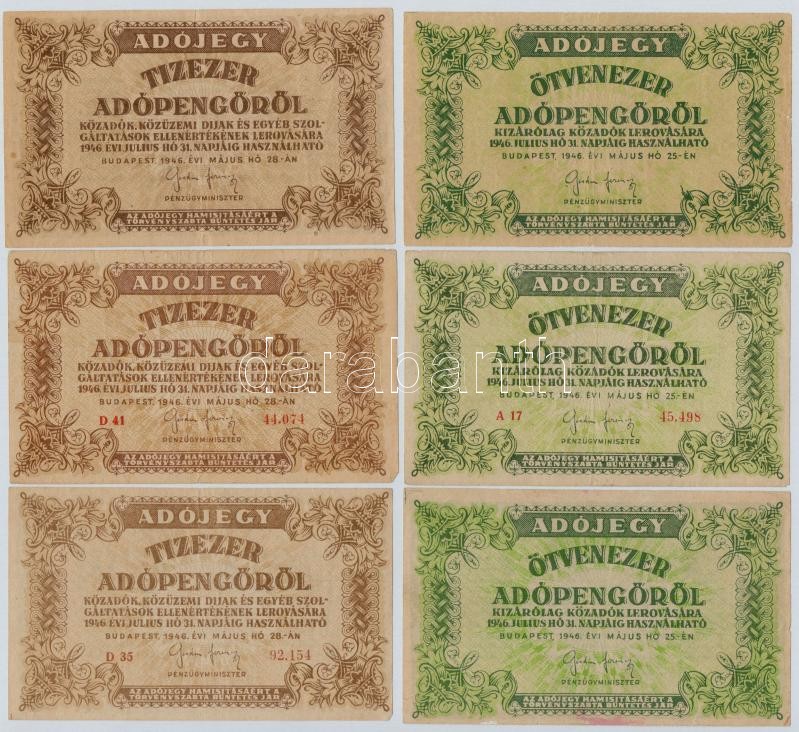 ADÓJEGY
TIZEZER
ADÓPENGŐRŐL
KÖZADÓK, KÖZÜZEMI DIJAK ÉS EGYÉB SZOL-
GÁLTATÁSOK ELLENÉRTÉKÉNEK LEROVÁSÁRA
1946. ÉVI JULIUS HÓ 31. NAPJÁIG HASZNÁLHATÓ
BUDAPEST, 1946. ÉVI MÁJUS HÓ 28.-ÁN
PÉNZÜGYMINISZTER
AZ ADÓJEGY HAMISITÁSÁÉRT A
TÖRVÉNYSZABTA BÜNTETÉS JÁR
ADÓJEGY
ÖTVENEZER
ADÓPENGŐRŐL
KIZÁRÓLAG KÖZADÓK LEROVÁSÁRA
1946. JULIUS HÓ 31. NAPJÁIG HASZNÁLHATÓ
BUDAPEST, 1946. ÉVI MÁJUS HÓ 25-ÉN
PÉNZÜGYMINISZTER
AZ ADÓJEGY HAMISITÁSÁÉRT A
TÖRVÉNYSZABTA BÜNTETÉS JÁR
ADÓJEGY
TIZEZER
ADÓPENGŐRŐL
KÖZADÓK, KÖZÜZEMI DIJAK ÉS EGYÉB SZOL-
GÁLTATÁSOK ELLENÉRTÉKÉNEK LEROVÁSÁRA
1946. ÉVI JULIUS HÓ 31. NAPJÁIG HASZNÁLHATÓ
BUDAPEST, 1946. ÉVI MÁJUS HÓ 28.-ÁN
D 41 44.074
PÉNZÜGYMINISZTER
AZ ADÓJEGY HAMISITÁSÁÉRT A
TÖRVÉNYSZABTA BÜNTETÉS JÁR
ADÓJEGY
ÖTVENEZER
ADÓPENGŐRŐL
KIZÁRÓLAG KÖZADÓK LEROVÁSÁRA
1946. JULIUS HÓ 31. NAPJÁIG HASZNÁLHATÓ
BUDAPEST, 1946. ÉVI MÁJUS HÓ 25-ÉN
A 17 45.498
PÉNZÜGYMINISZTER
AZ ADÓJEGY HAMISITÁSÁÉRT A
TÖRVÉNYSZABTA BÜNTETÉS JÁR
darabanth
ADÓJEGY
TIZEZER
ADÓPENGŐRŐL
KÖZADÓK, KÖZÜZEMI DIJAK ÉS EGYÉB SZOL-
GÁLTATÁSOK ELLENÉRTÉKÉNEK LEROVÁSÁRA
1946. ÉVI JULIUS HÓ 31. NAPJÁIG HASZNÁLHATÓ
BUDAPEST, 1946. ÉVI MÁJUS HÓ 28.-ÁN
D 35 92.154
PÉNZÜGYMINISZTER
AZ ADÓJEGY HAMISITÁSÁÉRT A
TÖRVÉNYSZABTA BÜNTETÉS JÁR
ADÓJEGY
ÖTVENEZER
ADÓPENGŐRŐL
KIZÁRÓLAG KÖZADÓK LEROVÁSÁRA
1946. JULIUS HÓ 31. NAPJÁIG HASZNÁLHATÓ
BUDAPEST, 1946. ÉVI MÁJUS HÓ 25-ÉN
PÉNZÜGYMINISZTER
AZ ADÓJEGY HAMISITÁSÁÉRT A
TÖRVÉNYSZABTA BÜNTETÉS JÁR